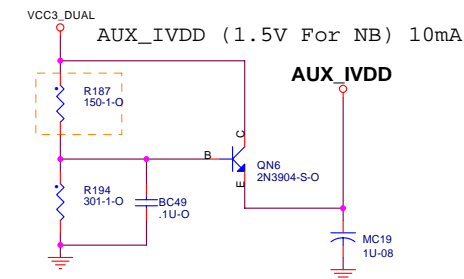 VCC3_DUAL
AUX_IVDD (1.5V For NB) 10mA
AUX_IVDD
R187
150-1-O
C
B
QN6
2N3904-S-O
E
R194
301-1-O
BC49
.1U-O
MC19
1U-08